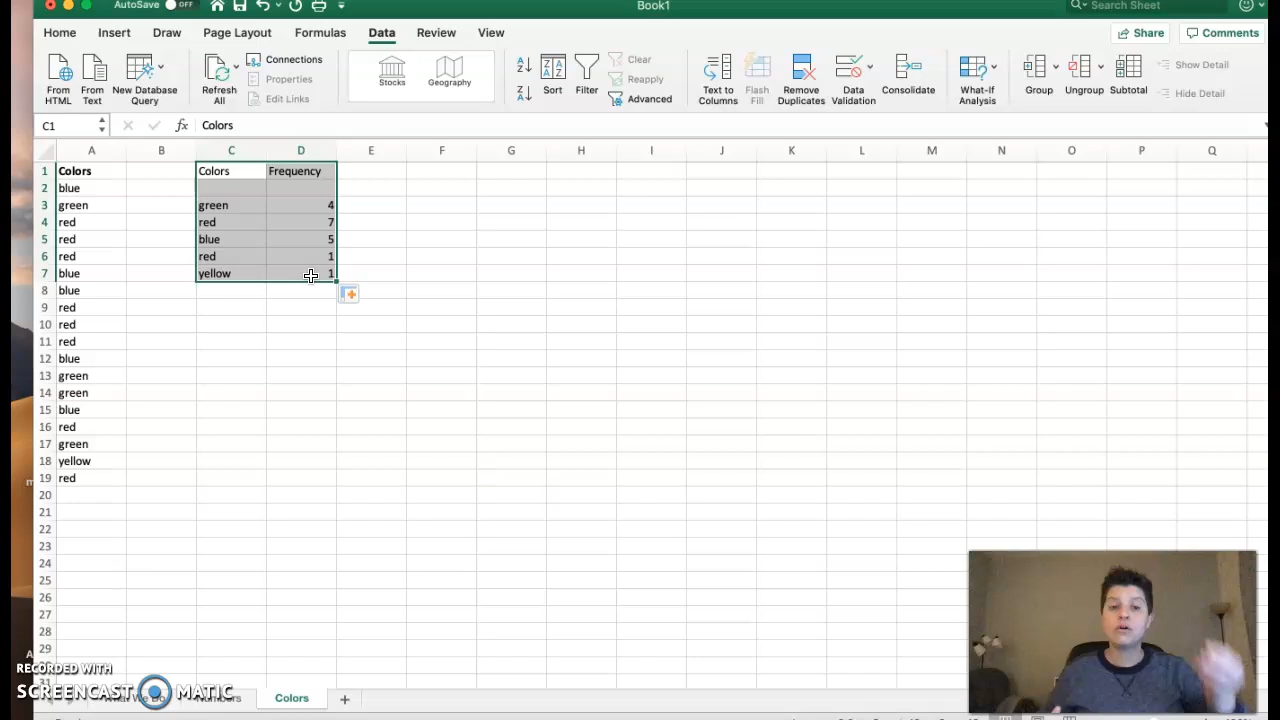 AutoSave OFF Book1 Search Sheet
Home Insert Draw Page Layout Formulas Data Review View Share Comments
From HTML From Text New Database Query Refresh All Connections Properties Edit Links Stocks Geography Sort Filter Clear Reapply Advanced Text to Columns Flash Fill Remove Duplicates Data Validation Consolidate What-If Analysis Group Ungroup Subtotal Show Detail Hide Detail
C1 fx Colors
A B C D E F G H I J K L M N O P Q
1 Colors Colors Frequency
2 blue
3 green green 4
4 red red 7
5 red blue 5
6 red red 1
7 blue yellow 1
8 blue
9 red
10 red
11 red
12 blue
13 green
14 green
15 blue
16 red
17 green
18 yellow
19 red
20
21
22
23
24
25
26
27
28
29
31
RECORDED WITH
SCREENCAST MATIC
Numbers Colors